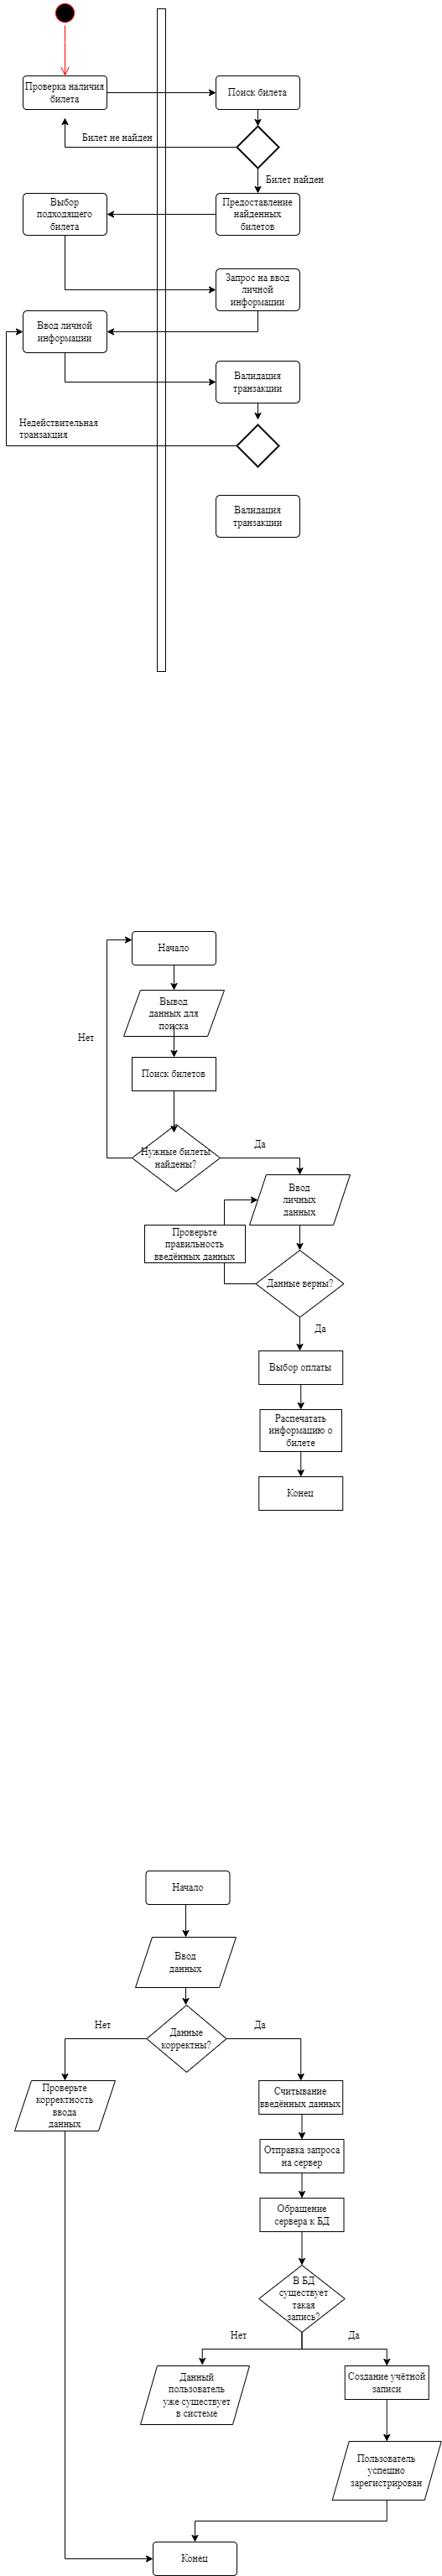 Проверка наличия
билета
Поиск билета
Билет не найден
Билет найден
Выбор
подходящего
билета
Предоставление
найденных
билетов
Запрос на ввод
личной
информации
Ввод личной
информации
Валидация
транзакции
Недействительная
транзакция
Валидация
транзакции
Начало
Вывод
данных для
поиска
Нет
Поиск билетов
Нужные билеты
найдены?
Да
Ввод
личных
данных
Проверьте
правильность
введённых данных
Данные верны?
Да
Выбор оплаты
Распечатать
информацию о
билете
Конец
Начало
Ввод
данных
Данные
корректны?
Нет
Да
Проверьте
корректность
ввода
данных
Считывание
введённых данных
Отправка запроса
на сервер
Обращение
сервера к БД
В БД
существует
такая
запись?
Нет
Да
Данный
пользователь
уже существует
в системе
Создание учётной
записи
Пользователь
успешно
зарегистрирован
Конец